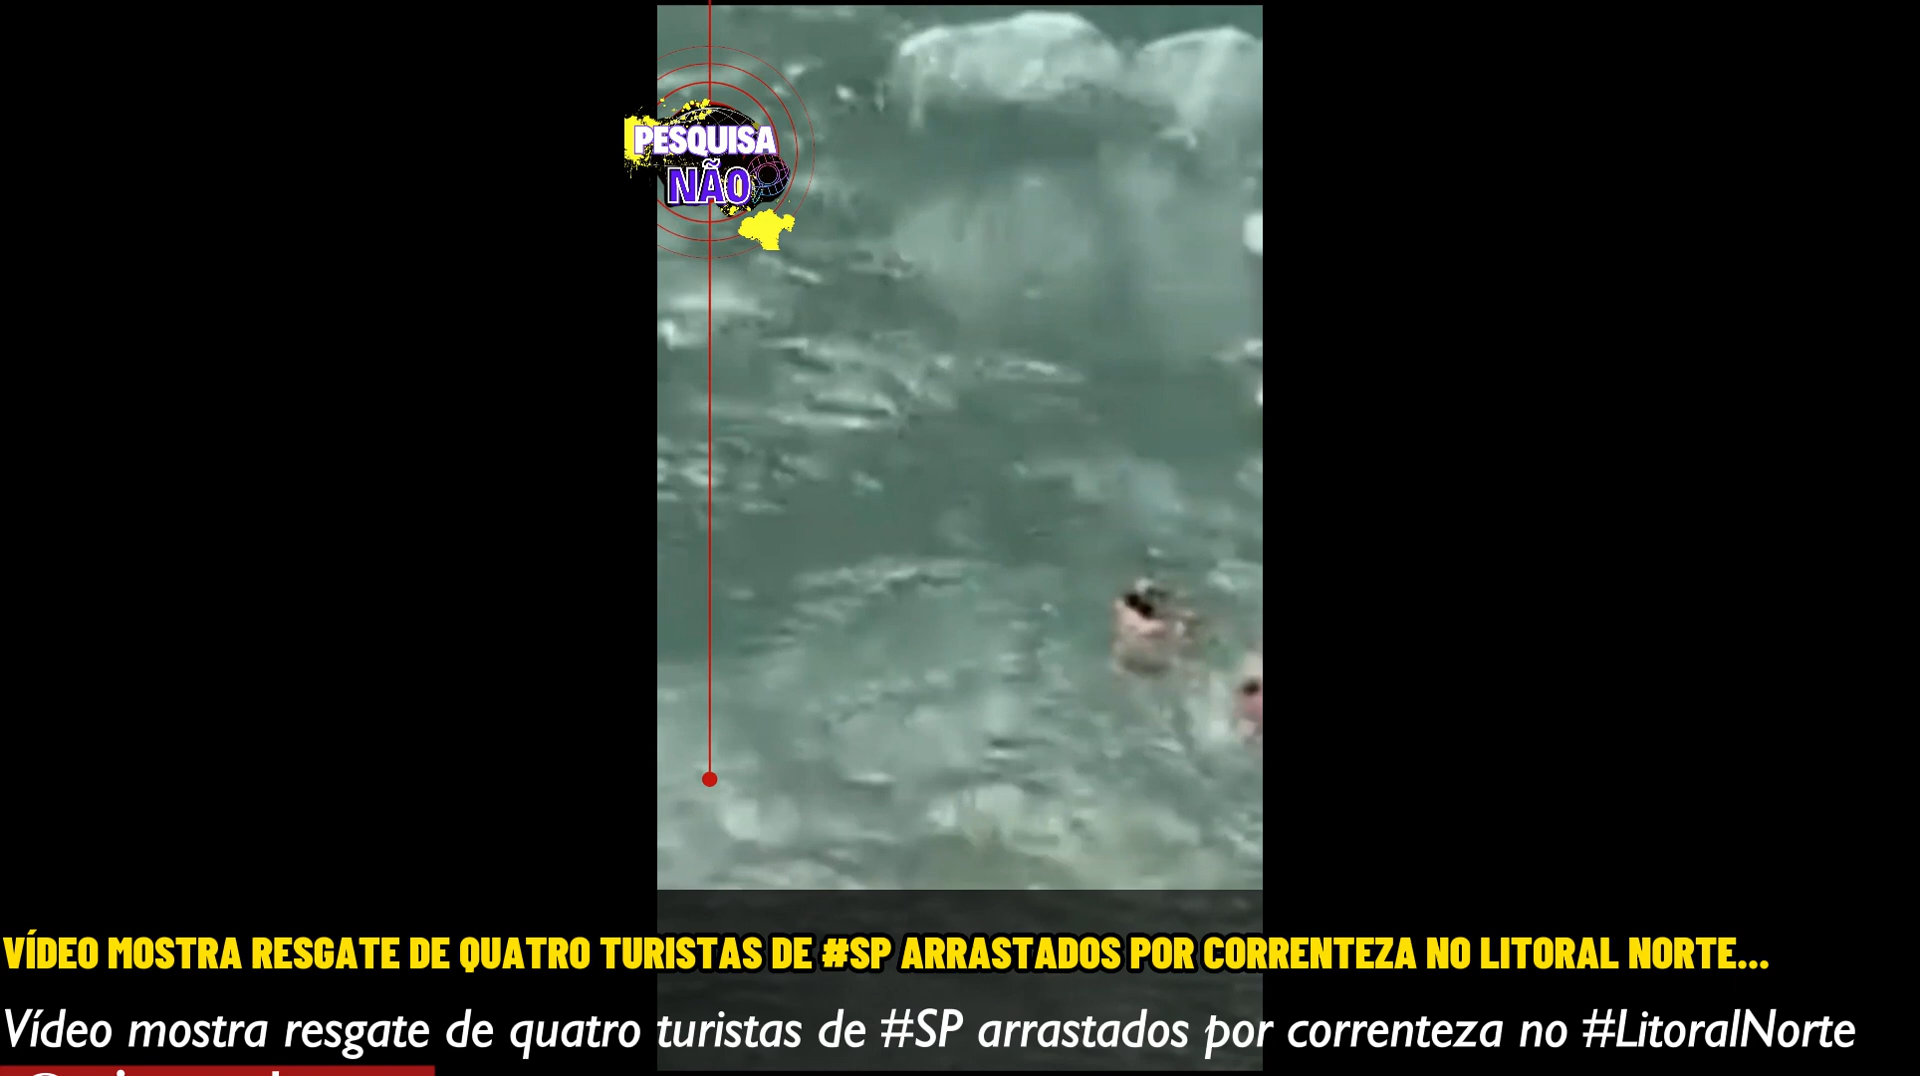 PESQUISA
NÃO
VÍDEO MOSTRA RESGATE DE QUATRO TURISTAS DE #SP ARRASTADOS POR CORRENTEZA NO LITORAL NORTE...
Vídeo mostra resgate de quatro turistas de #SP arrastados por correnteza no #LitoralNorte